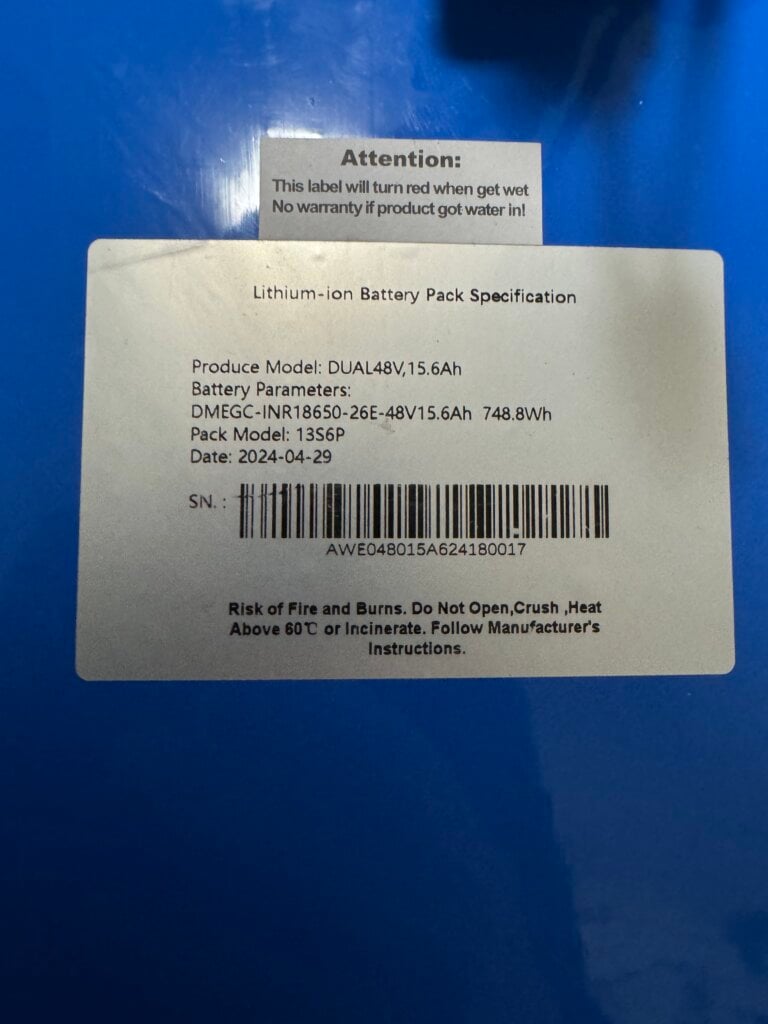 Attention:
This label will turn red when get wet
No warranty if product got water in!
Lithium-ion Battery Pack Specification
Produce Model: DUAL48V,15.6Ah
Battery Parameters:
DMEGC-INR18650-26E-48V15.6Ah 748.8Wh
Pack Model: 13S6P
Date: 2024-04-29
SN. :
AWE048015A624180017
Risk of Fire and Burns. Do Not Open,Crush ,Heat
Above 60℃ or Incinerate. Follow Manufacturer's
Instructions.